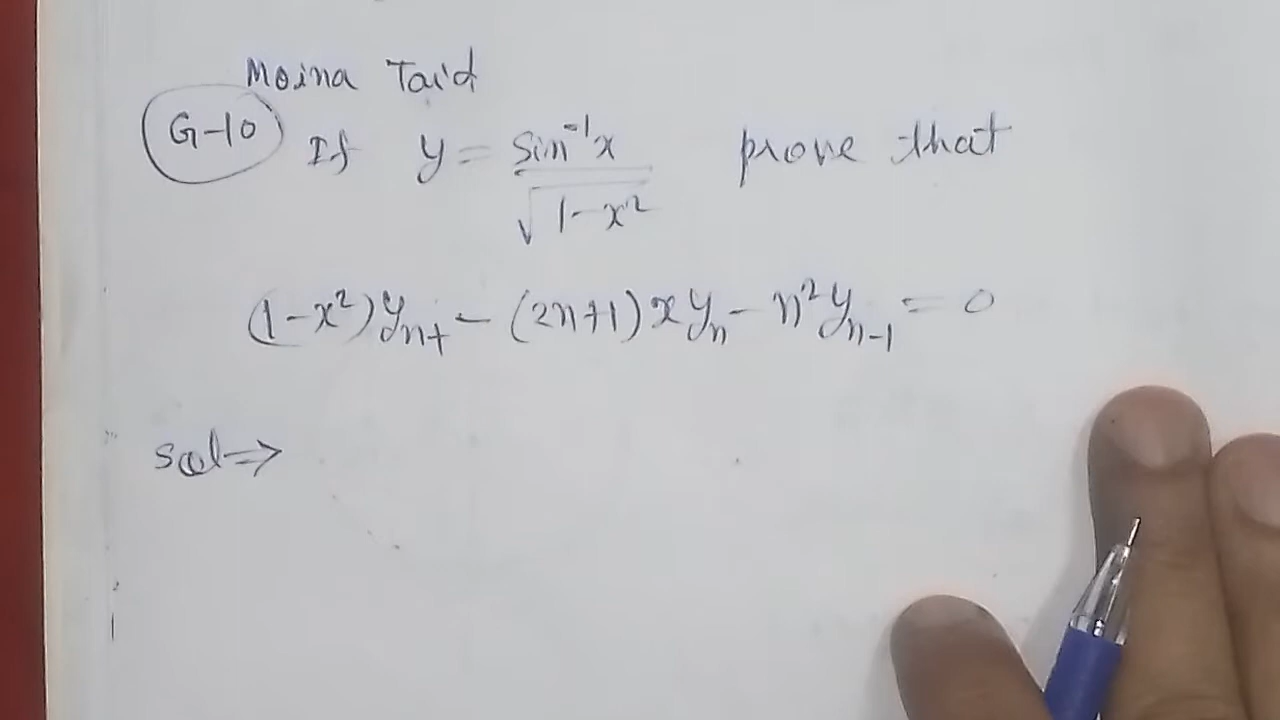 Moina Taid
G-10 If y = sin⁻¹x / √(1-x²) prove that
(1-x²)yₙ₊ - (2n+1)xyₙ - n²yₙ₋₁ = 0
sol⇒